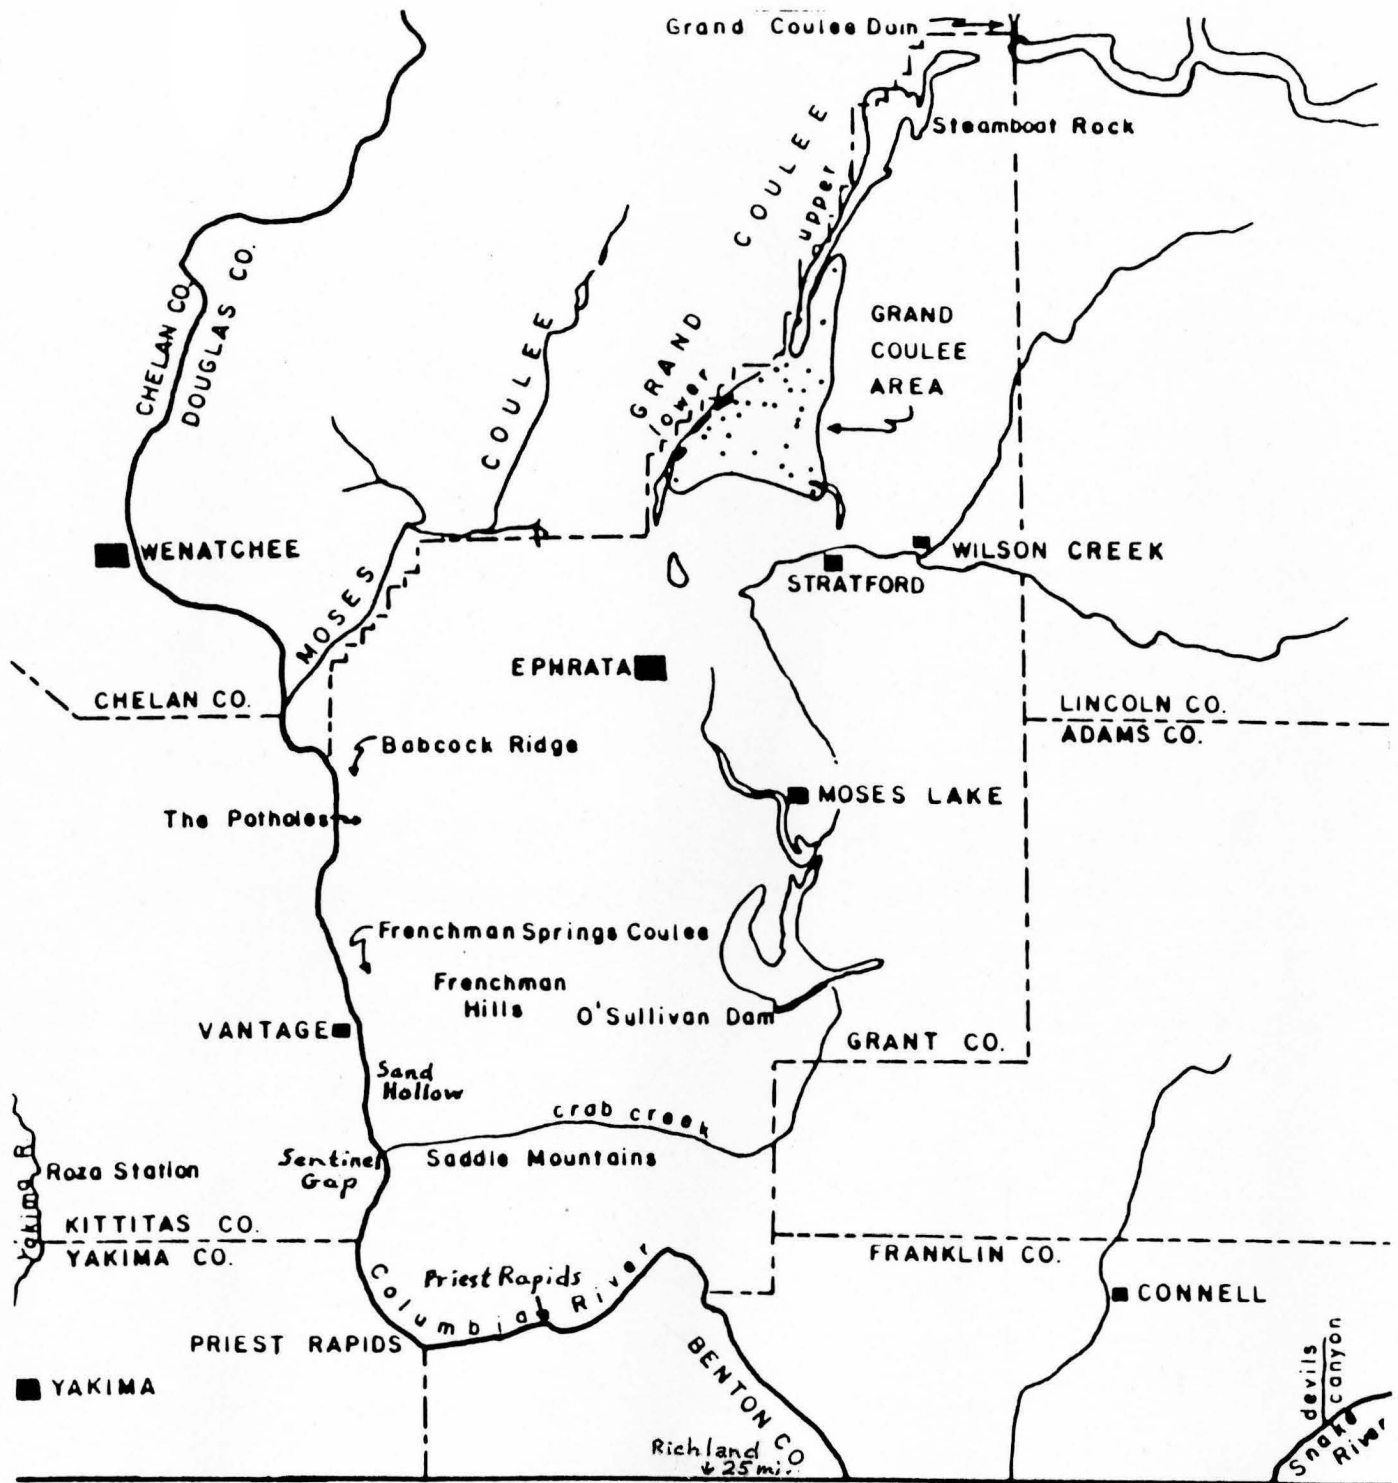 Grand Coulee Dum
Steamboat Rock
GRAND COULEE
upper
lower
GRAND
COULEE
AREA
CHELAN CO.
DOUGLAS CO.
MOSES COULEE
WENATCHEE
WILSON CREEK
STRATFORD
EPHRATA
CHELAN CO.
LINCOLN CO.
ADAMS CO.
Babcock Ridge
MOSES LAKE
The Potholes
Frenchman Springs Coulee
Frenchman
Hills
O'Sullivan Dam
VANTAGE
GRANT CO.
Sand
Hollow
crab creek
Sentinel
Gap
Saddle Mountains
Yakima R.
Roza Station
KITTITAS CO.
YAKIMA CO.
FRANKLIN CO.
Priest Rapids
Columbia River
CONNELL
PRIEST RAPIDS
BENTON CO.
YAKIMA
devils
canyon
Snake
River
Richland
25 mi.